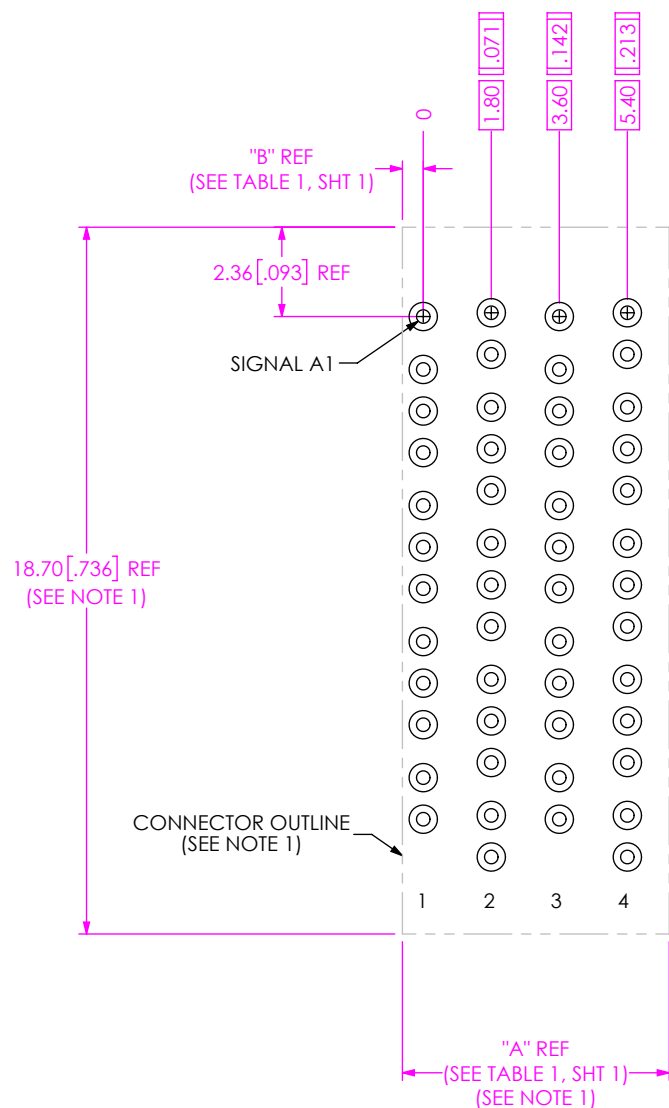 0
1.80 [.071]
3.60 [.142]
5.40 [.213]
"B" REF
(SEE TABLE 1, SHT 1)
2.36[.093] REF
SIGNAL A1
18.70[.736] REF
(SEE NOTE 1)
CONNECTOR OUTLINE
(SEE NOTE 1)
1 2 3 4
"A" REF
(SEE TABLE 1, SHT 1)
(SEE NOTE 1)